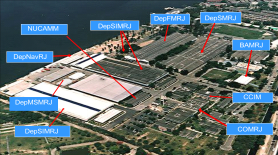 NUCAMM
DepSIMRJ
DepFMRJ
DepSMRJ
DepNavRJ
BAMRJ
DepMSMRJ
CCIM
DepSIMRJ
COMRJ